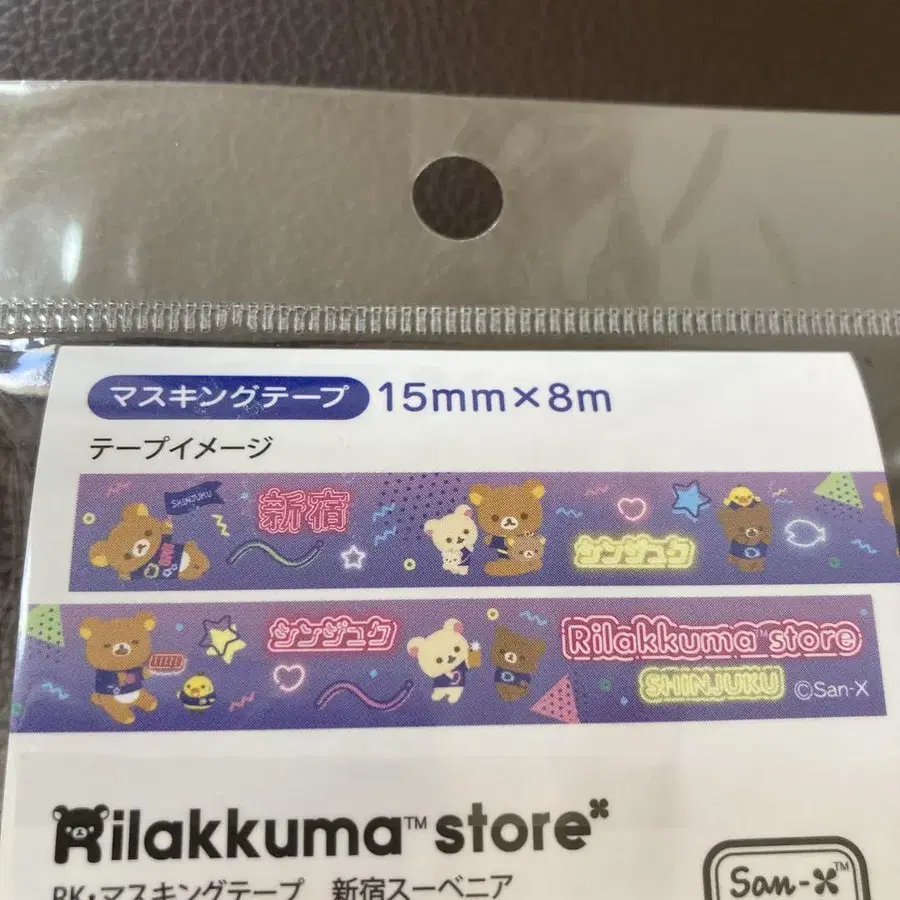 マスキングテープ 15mm×8m
テープイメージ
SHINJUKU 新宿 シンジュク
シンジュク Rilakkuma™ store
SHINJUKU ©San-X
Rilakkuma™ store
RK・マスキングテープ 新宿スーベニア
San-X™